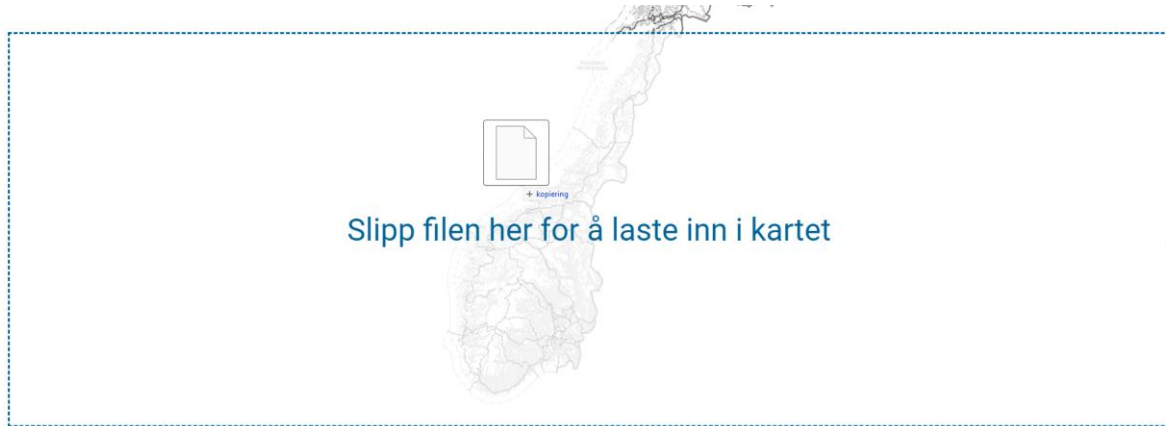 + kopiering
Slipp filen her for å laste inn i kartet